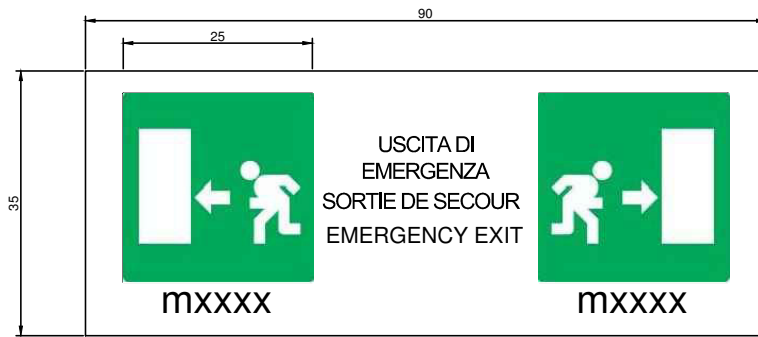 90
25
35
USCITA DI
EMERGENZA
SORTIE DE SECOUR
EMERGENCY EXIT
mxxxx
mxxxx